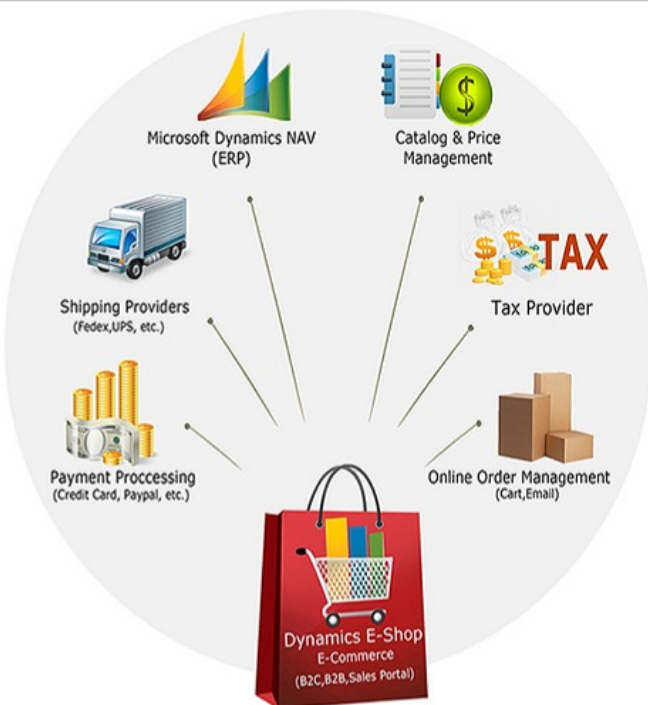 Microsoft Dynamics NAV
(ERP)
Catalog & Price
Management
TAX
Shipping Providers
(Fedex,UPS, etc.)
Tax Provider
Payment Proccessing
(Credit Card, Paypal, etc.)
Online Order Management
(Cart,Email)
Dynamics E-Shop
E-Commerce
(B2C,B2B,Sales Portal)